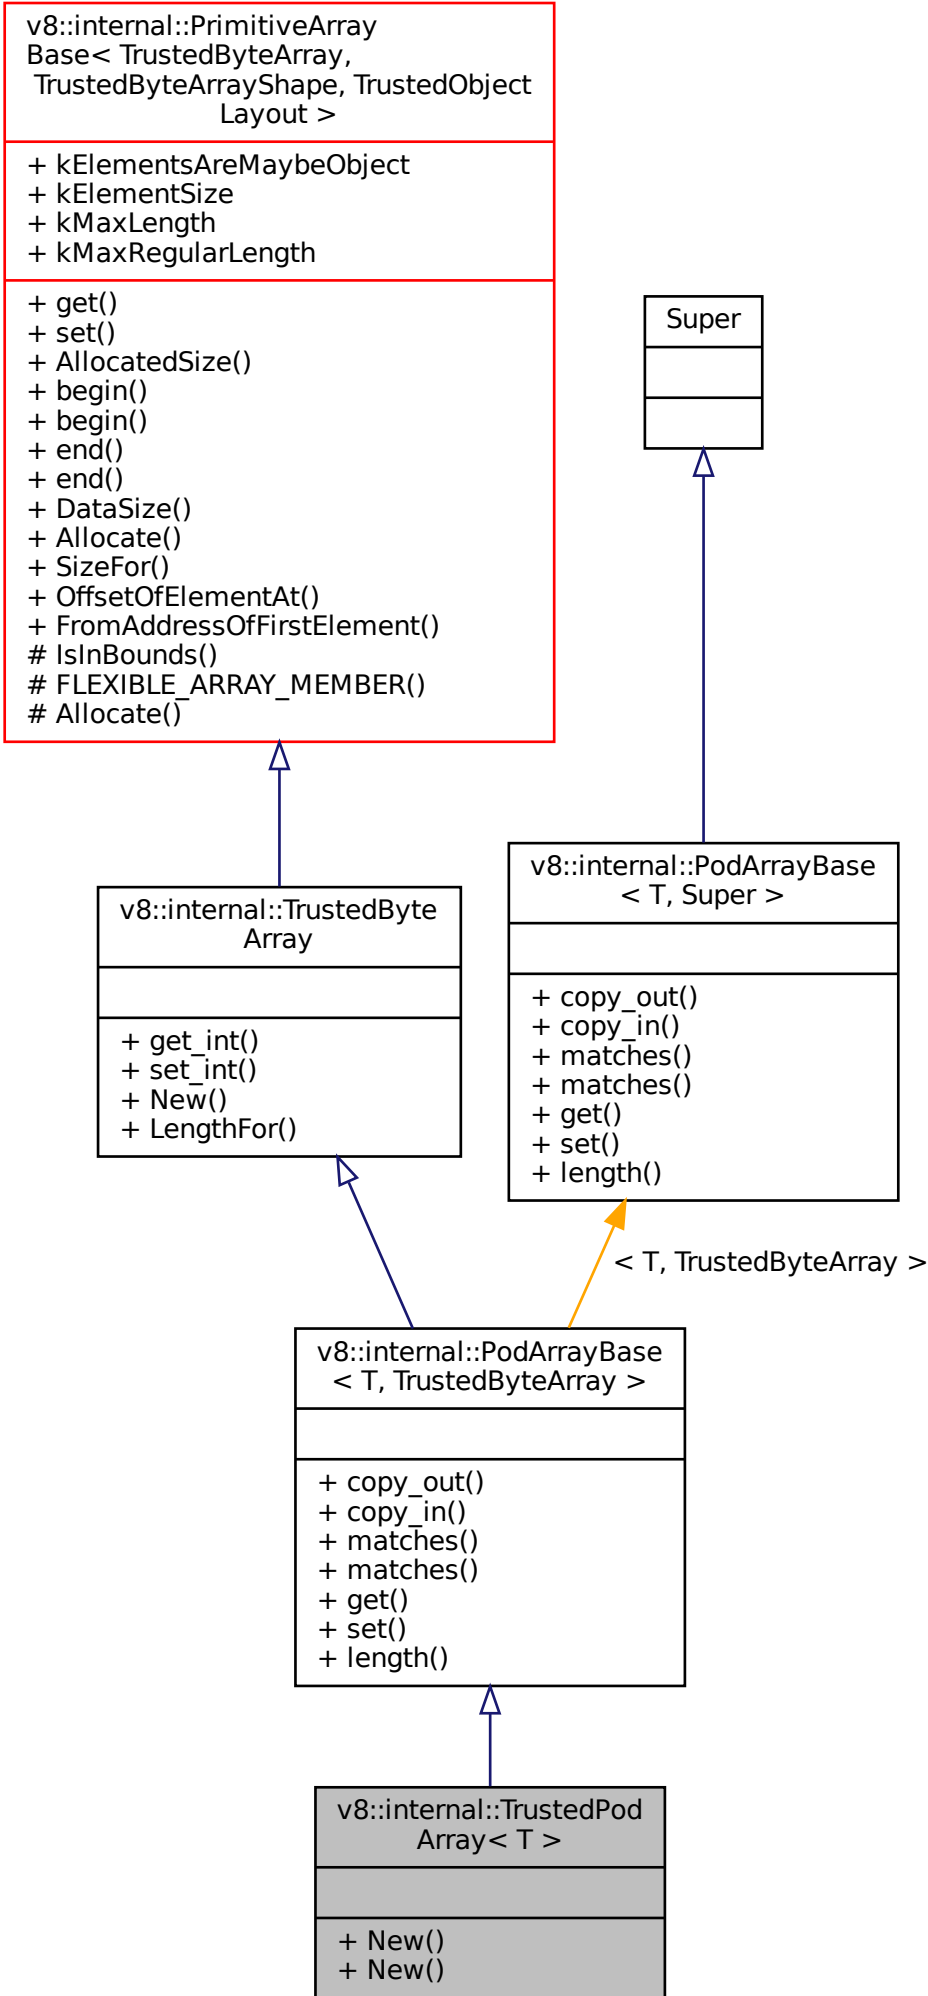 v8::internal::PrimitiveArray
Base< TrustedByteArray,
TrustedByteArrayShape, TrustedObject
Layout >
+ kElementsAreMaybeObject
+ kElementSize
+ kMaxLength
+ kMaxRegularLength
+ get()
+ set()
+ AllocatedSize()
+ begin()
+ begin()
+ end()
+ end()
+ DataSize()
+ Allocate()
+ SizeFor()
+ OffsetOfElementAt()
+ FromAddressOfFirstElement()
# IsInBounds()
# FLEXIBLE_ARRAY_MEMBER()
# Allocate()
Super
v8::internal::TrustedByte
Array
+ get_int()
+ set_int()
+ New()
+ LengthFor()
v8::internal::PodArrayBase
< T, Super >
+ copy_out()
+ copy_in()
+ matches()
+ matches()
+ get()
+ set()
+ length()
< T, TrustedByteArray >
v8::internal::PodArrayBase
< T, TrustedByteArray >
+ copy_out()
+ copy_in()
+ matches()
+ matches()
+ get()
+ set()
+ length()
v8::internal::TrustedPod
Array< T >
+ New()
+ New()